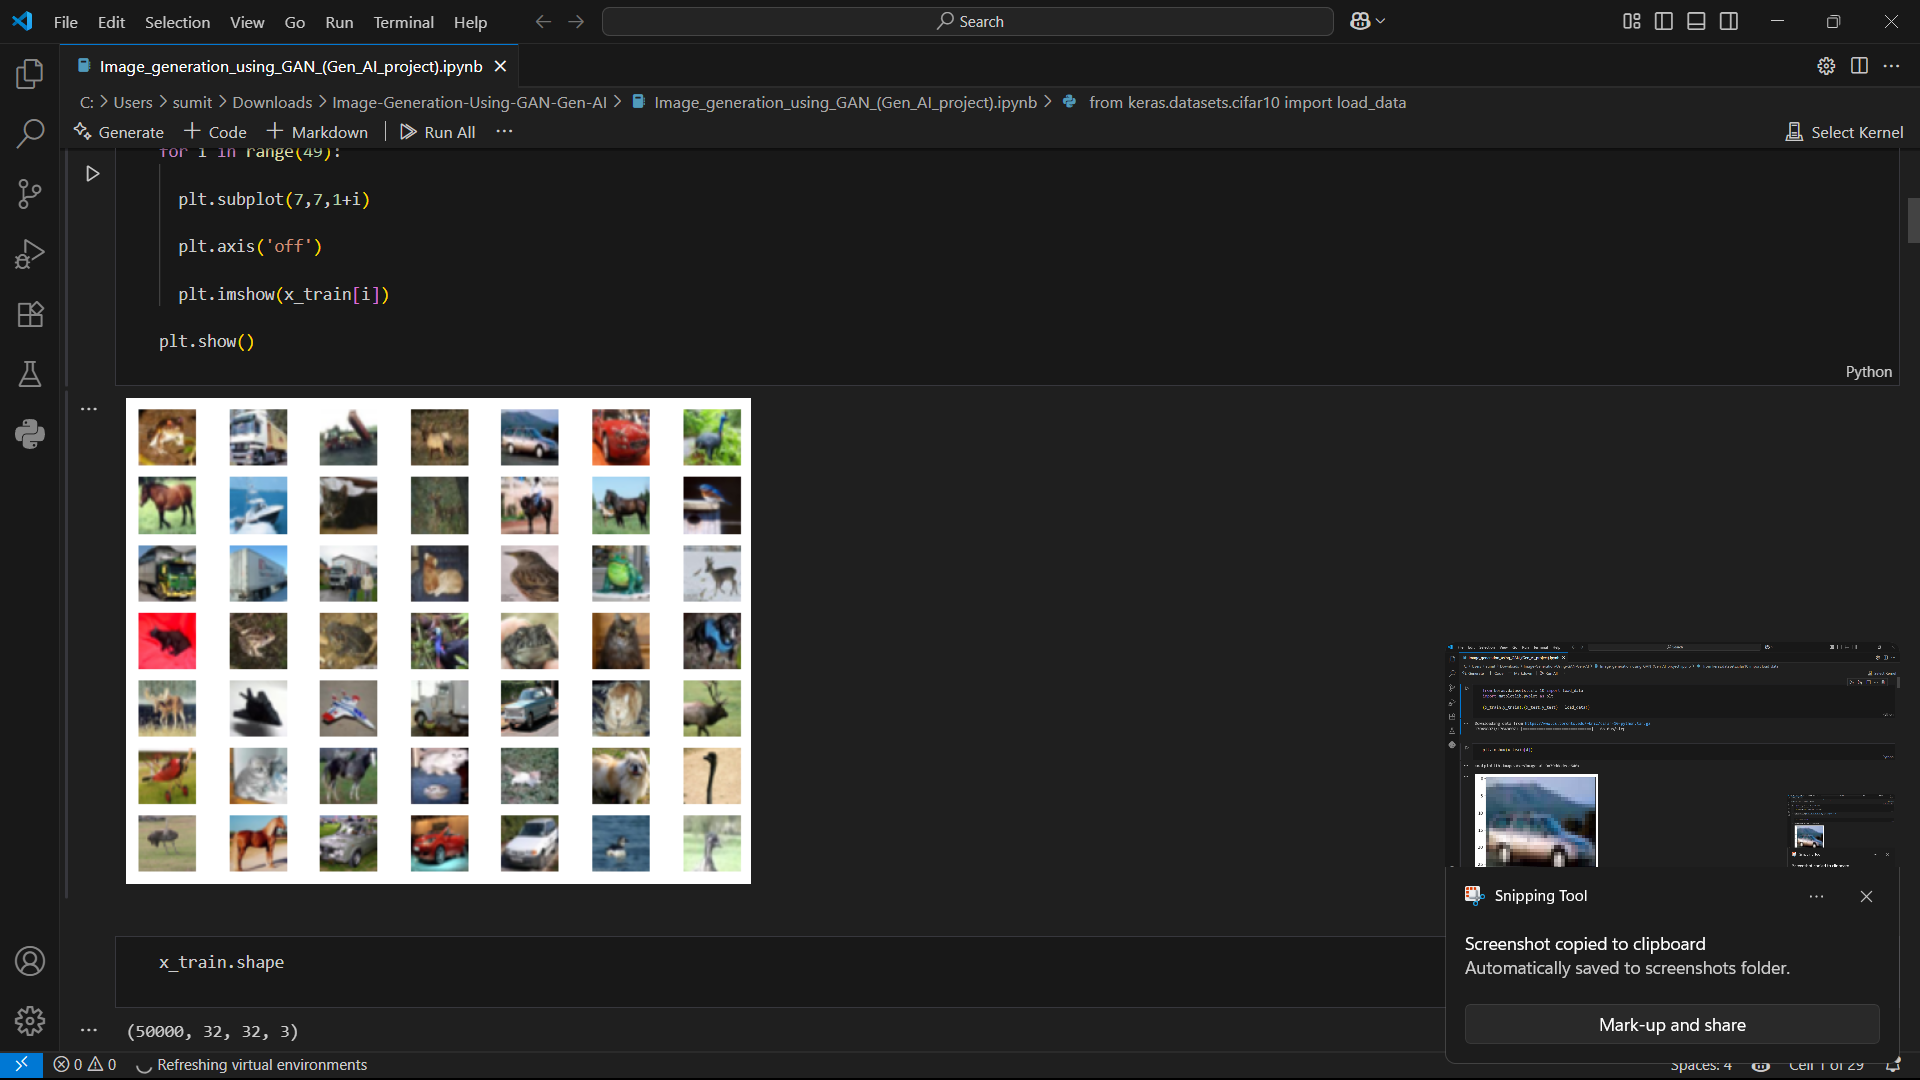 File Edit Selection View Go Run Terminal Help
Search
Image_generation_using_GAN_(Gen_AI_project).ipynb
C: > Users > sumit > Downloads > Image-Generation-Using-GAN-Gen-AI > Image_generation_using_GAN_(Gen_AI_project).ipynb > from keras.datasets.cifar10 import load_data
Generate + Code + Markdown Run All ...
Select Kernel
for i in range(49):
plt.subplot(7,7,1+i)
plt.axis('off')
plt.imshow(x_train[i])
plt.show()
Python
x_train.shape
(50000, 32, 32, 3)
Snipping Tool
Screenshot copied to clipboard
Automatically saved to screenshots folder.
Mark-up and share
0 0 Refreshing virtual environments
Spaces: 4 Cell 1 of 29